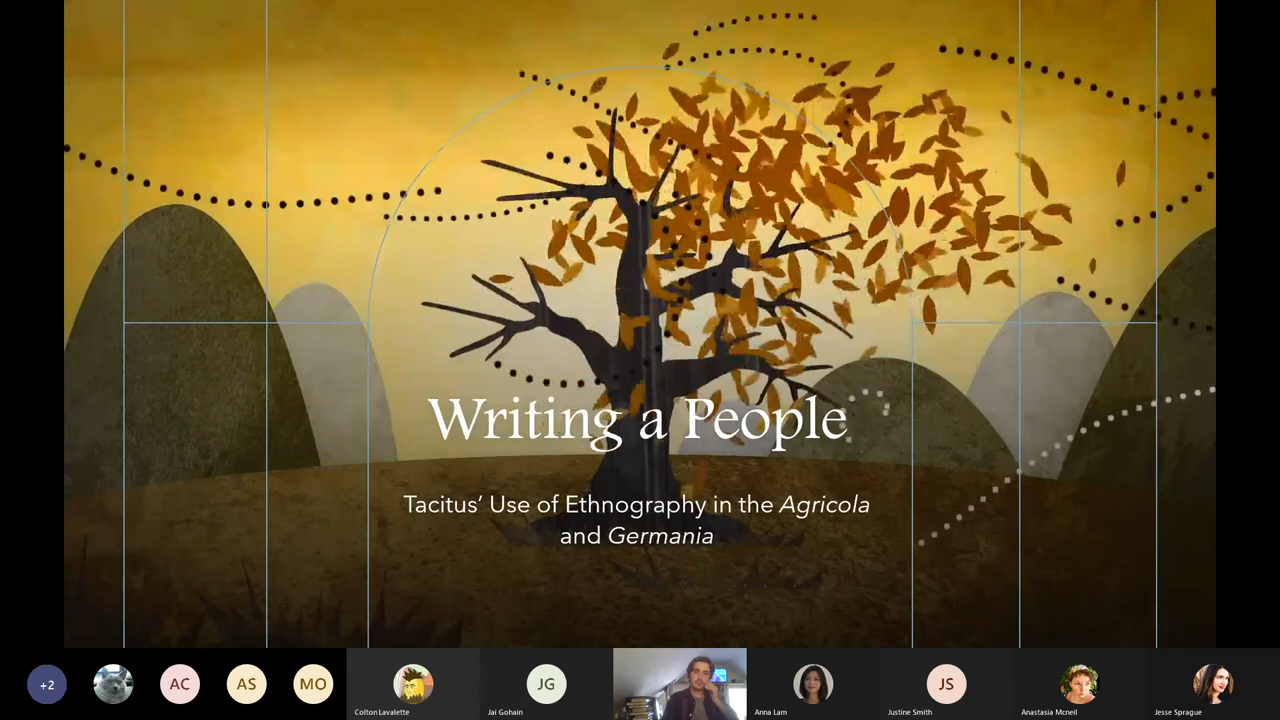 Writing a People
Tacitus’ Use of Ethnography in the Agricola
and Germania
+2
AC
AS
MO
JG
JS
Colton Lavalette
Jai Gohain
Anna Lam
Justine Smith
Anastasia Mcneil
Jesse Sprague